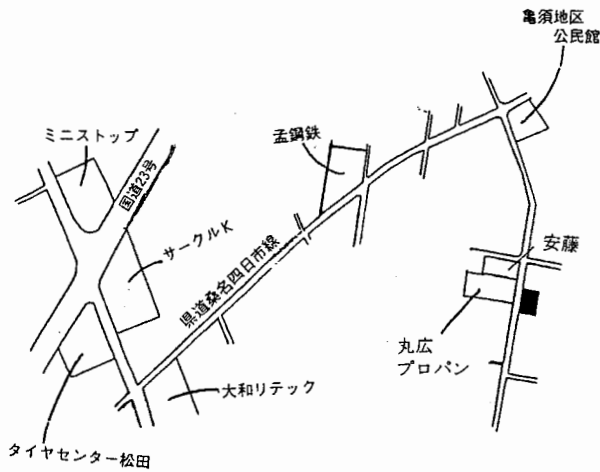 亀須地区
公民館
ミニストップ
国道23号
孟鋼鉄
サークルK
県道桑名四日市線
安藤
丸広
プロパン
大和リテック
タイヤセンター松田